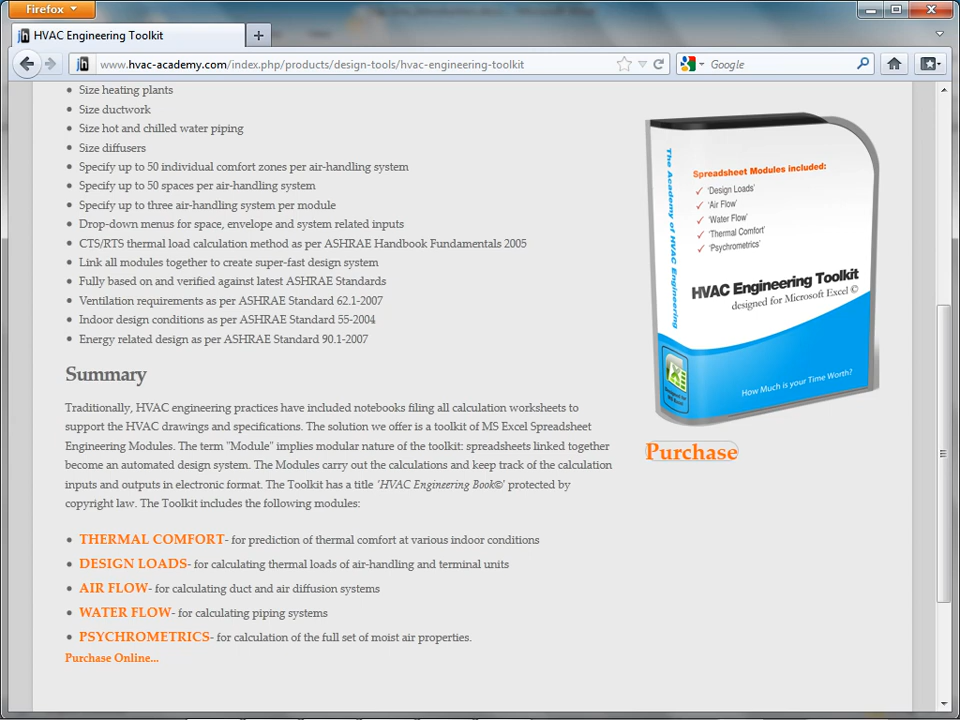 Firefox
HVAC Engineering Toolkit
www.hvac-academy.com/index.php/products/design-tools/hvac-engineering-toolkit
Google
Size heating plants
Size ductwork
Size hot and chilled water piping
Size diffusers
Specify up to 50 individual comfort zones per air-handling system
Specify up to 50 spaces per air-handling system
Specify up to three air-handling system per module
Drop-down menus for space, envelope and system related inputs
CTS/RTS thermal load calculation method as per ASHRAE Handbook Fundamentals 2005
Link all modules together to create super-fast design system
Fully based on and verified against latest ASHRAE Standards
Ventilation requirements as per ASHRAE Standard 62.1-2007
Indoor design conditions as per ASHRAE Standard 55-2004
Energy related design as per ASHRAE Standard 90.1-2007
Summary
Traditionally, HVAC engineering practices have included notebooks filing all calculation worksheets to
support the HVAC drawings and specifications. The solution we offer is a toolkit of MS Excel Spreadsheet
Engineering Modules. The term "Module" implies modular nature of the toolkit: spreadsheets linked together
become an automated design system. The Modules carry out the calculations and keep track of the calculation
inputs and outputs in electronic format. The Toolkit has a title 'HVAC Engineering Book©' protected by
copyright law. The Toolkit includes the following modules:
THERMAL COMFORT- for prediction of thermal comfort at various indoor conditions
DESIGN LOADS- for calculating thermal loads of air-handling and terminal units
AIR FLOW- for calculating duct and air diffusion systems
WATER FLOW- for calculating piping systems
PSYCHROMETRICS- for calculation of the full set of moist air properties.
Purchase Online...
The Academy of HVAC Engineering
Spreadsheet Modules included:
'Design Loads'
'Air Flow'
'Water Flow'
'Thermal Comfort'
'Psychrometrics'
HVAC Engineering Toolkit
designed for Microsoft Excel ©
How Much is your Time Worth?
Purchase